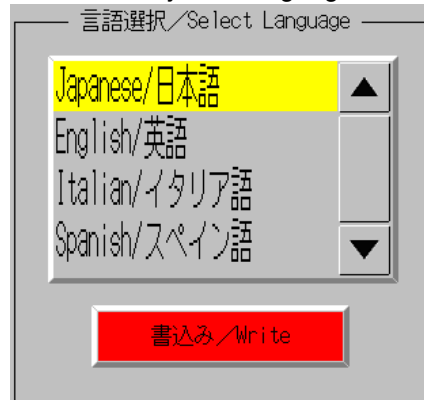 言語選択／Select Language
Japanese/日本語
English/英語
Italian/イタリア語
Spanish/スペイン語
書込み／Write